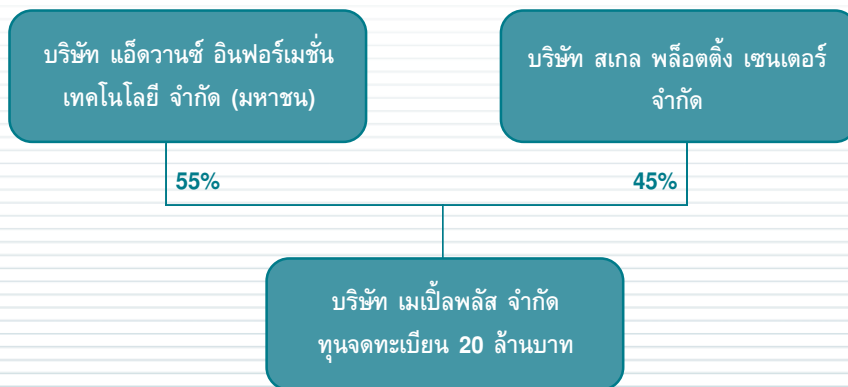 บริษัท แอ็ดวานซ์ อินฟอร์เมชั่น
เทคโนโลยี จำกัด (มหาชน)
บริษัท สเกล พล็อตติ้ง เซนเตอร์
จำกัด
55%
45%
บริษัท เมเปิ้ลพลัส จำกัด
ทุนจดทะเบียน 20 ล้านบาท